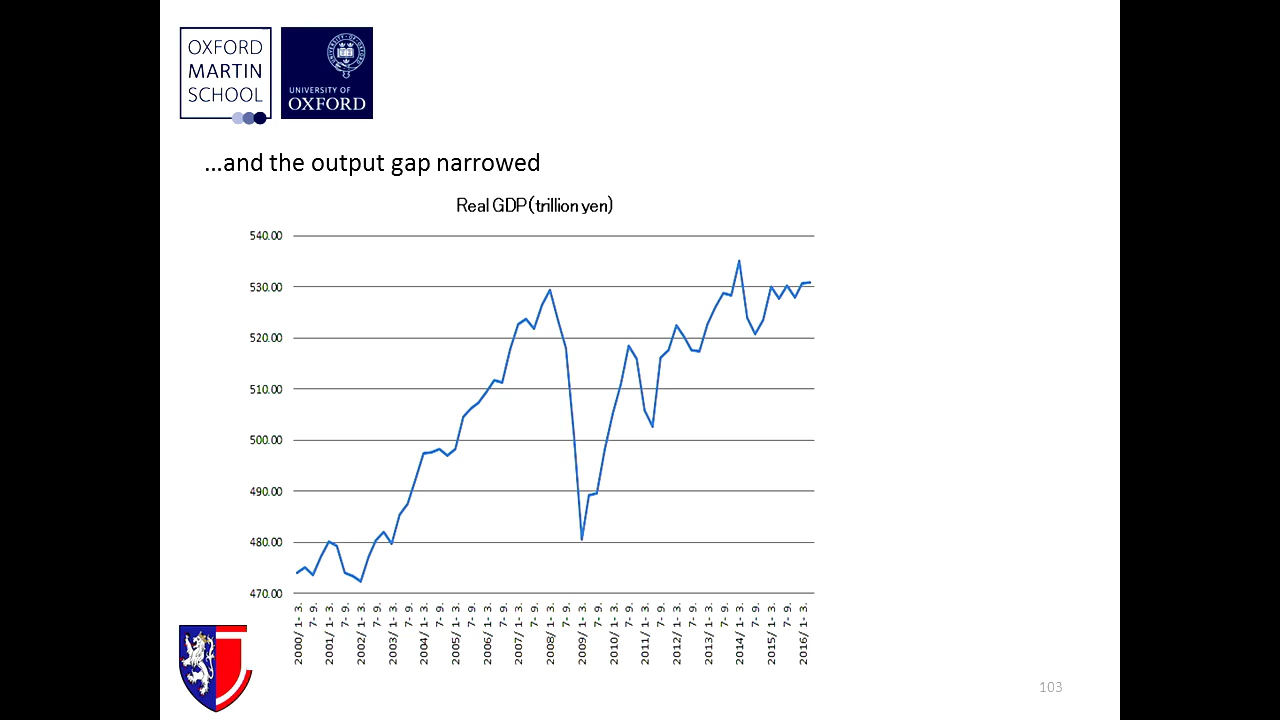 OXFORD
MARTIN
SCHOOL
UNIVERSITY OF
OXFORD
...and the output gap narrowed
Real GDP(trillion yen)
540.00
530.00
520.00
510.00
500.00
490.00
480.00
470.00
2000/ 1- 3.
7- 9.
2001/ 1- 3.
7- 9.
2002/ 1- 3.
7- 9.
2003/ 1- 3.
7- 9.
2004/ 1- 3.
7- 9.
2005/ 1- 3.
7- 9.
2006/ 1- 3.
7- 9.
2007/ 1- 3.
7- 9.
2008/ 1- 3.
7- 9.
2009/ 1- 3.
7- 9.
2010/ 1- 3.
7- 9.
2011/ 1- 3.
7- 9.
2012/ 1- 3.
7- 9.
2013/ 1- 3.
7- 9.
2014/ 1- 3.
7- 9.
2015/ 1- 3.
7- 9.
2016/ 1- 3.
103